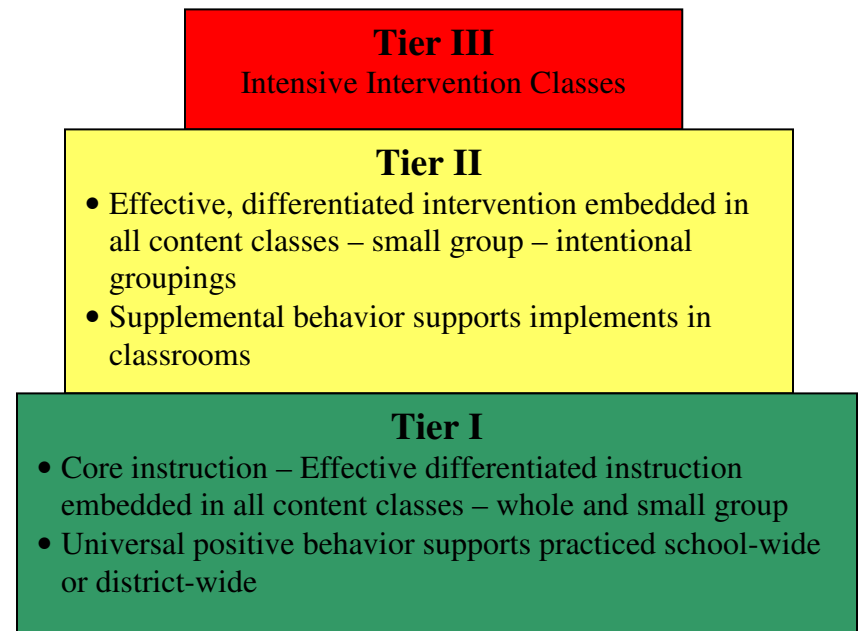 Tier III
Intensive Intervention Classes
Tier II
• Effective, differentiated intervention embedded in
all content classes – small group – intentional
groupings
• Supplemental behavior supports implements in
classrooms
Tier I
• Core instruction – Effective differentiated instruction
embedded in all content classes – whole and small group
• Universal positive behavior supports practiced school-wide
or district-wide